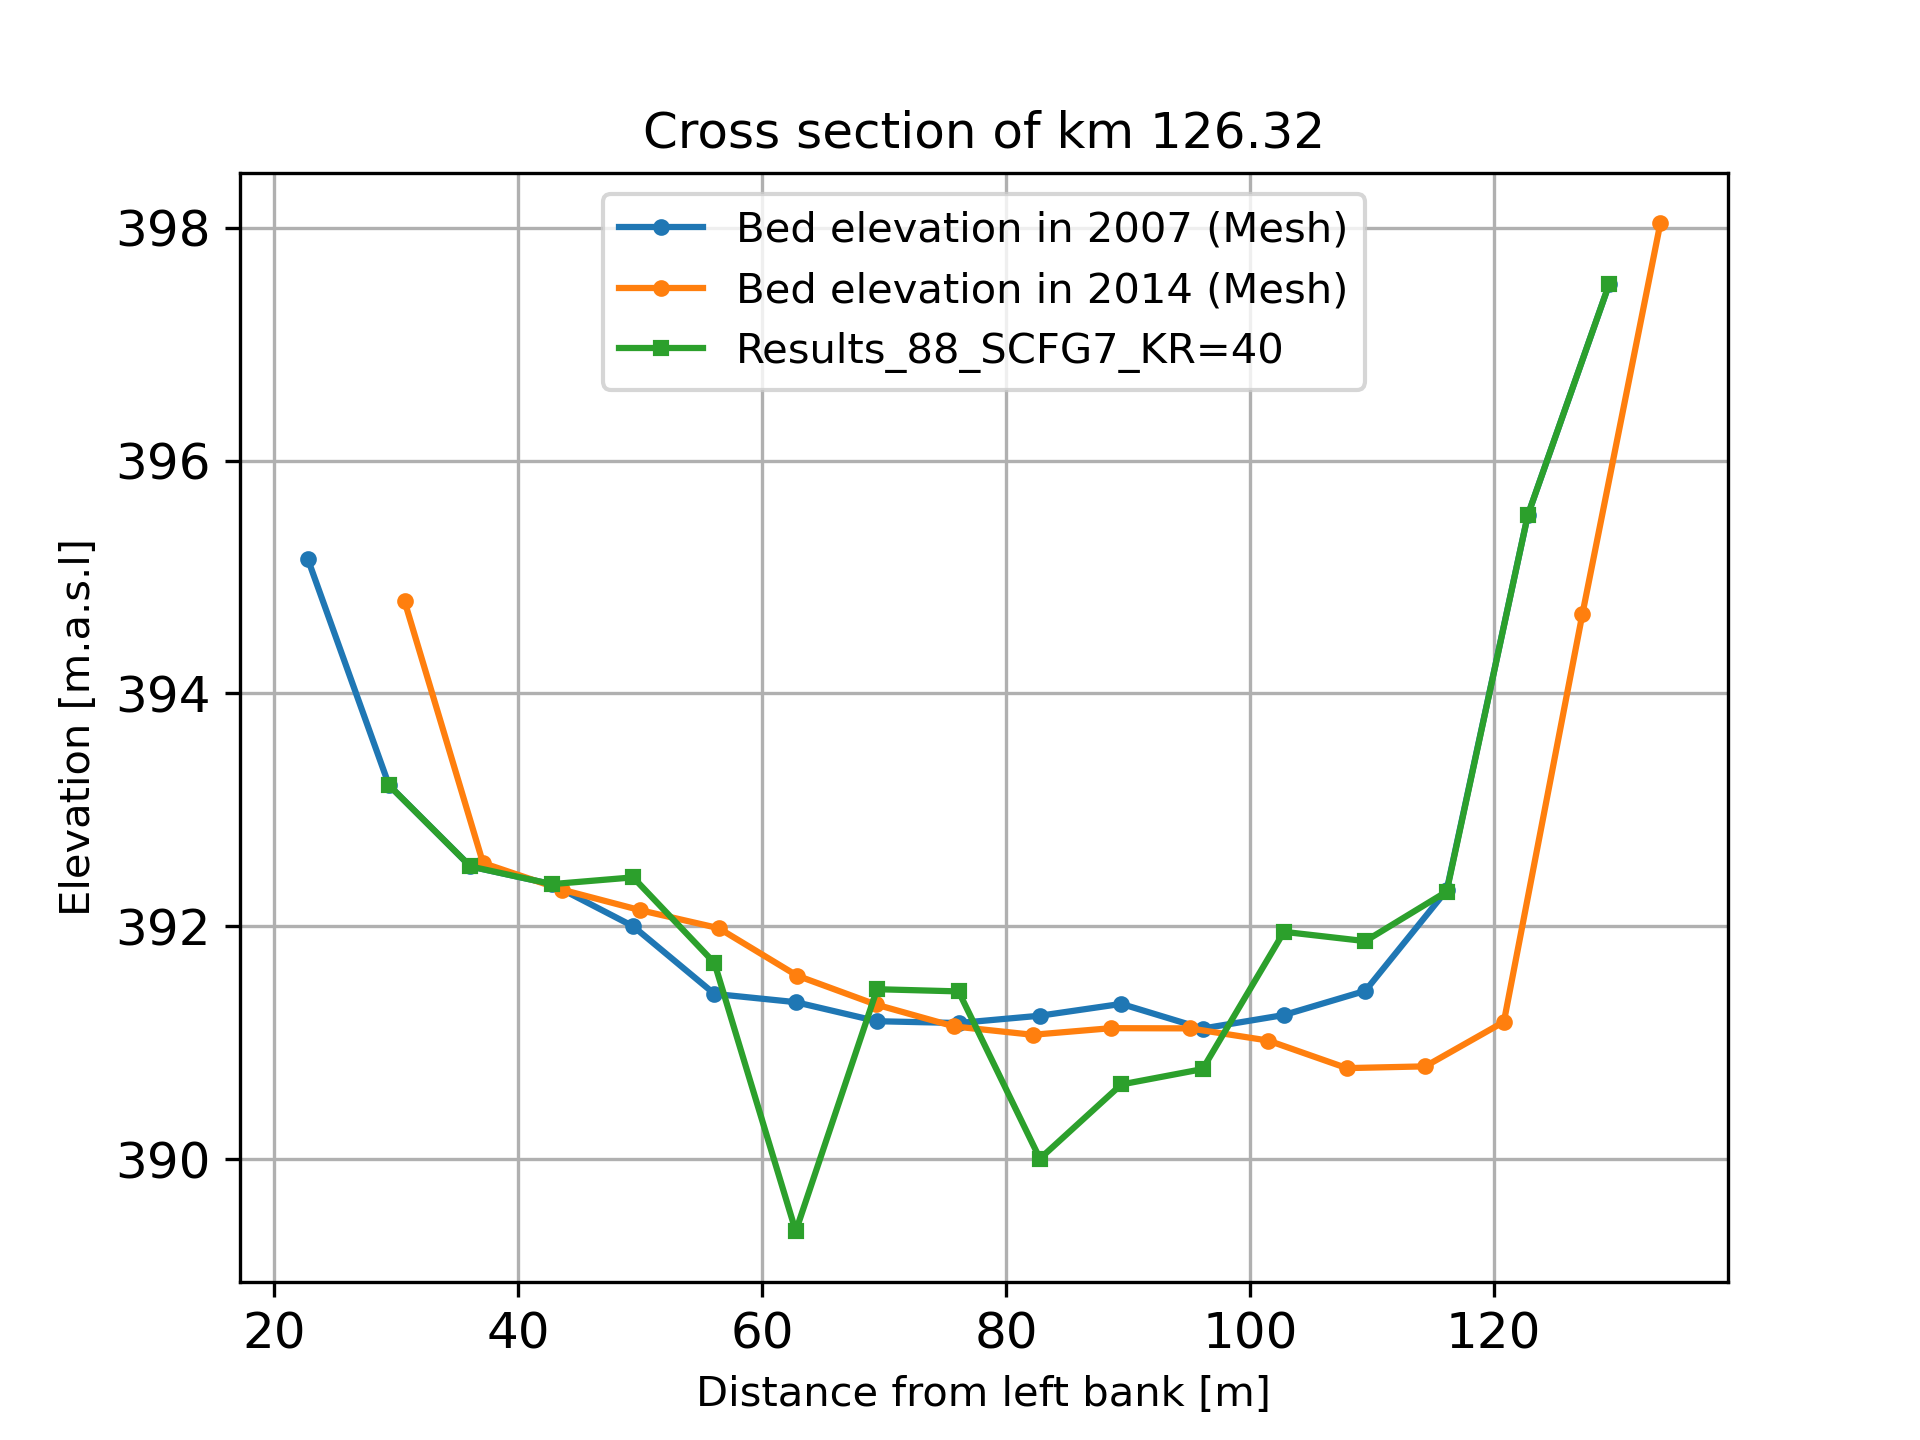 Cross section of km 126.32
Bed elevation in 2007 (Mesh)
Bed elevation in 2014 (Mesh)
Results_88_SCFG7_KR=40
398
396
394
392
390
Elevation [m.a.s.l]
20 40 60 80 100 120
Distance from left bank [m]